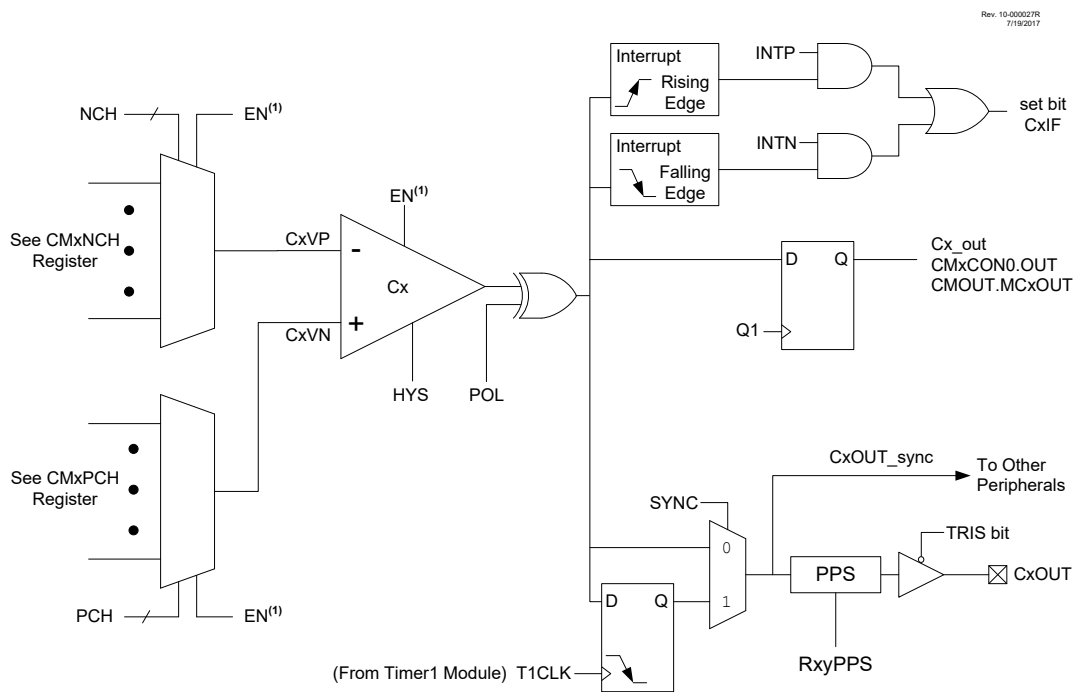 Rev. 10-000027R
7/19/2017
Interrupt
Rising
Edge
INTP
set bit
CxIF
NCH
EN(1)
Interrupt
Falling
Edge
INTN
See CMxNCH
Register
EN(1)
CxVP
-
Cx
+
CxVN
HYS
POL
D
Q
Q1
Cx_out
CMxCON0.OUT
CMOUT.MCxOUT
See CMxPCH
Register
PCH
EN(1)
CxOUT_sync
To Other
Peripherals
SYNC
0
1
TRIS bit
PPS
CxOUT
RxyPPS
D
Q
(From Timer1 Module) T1CLK